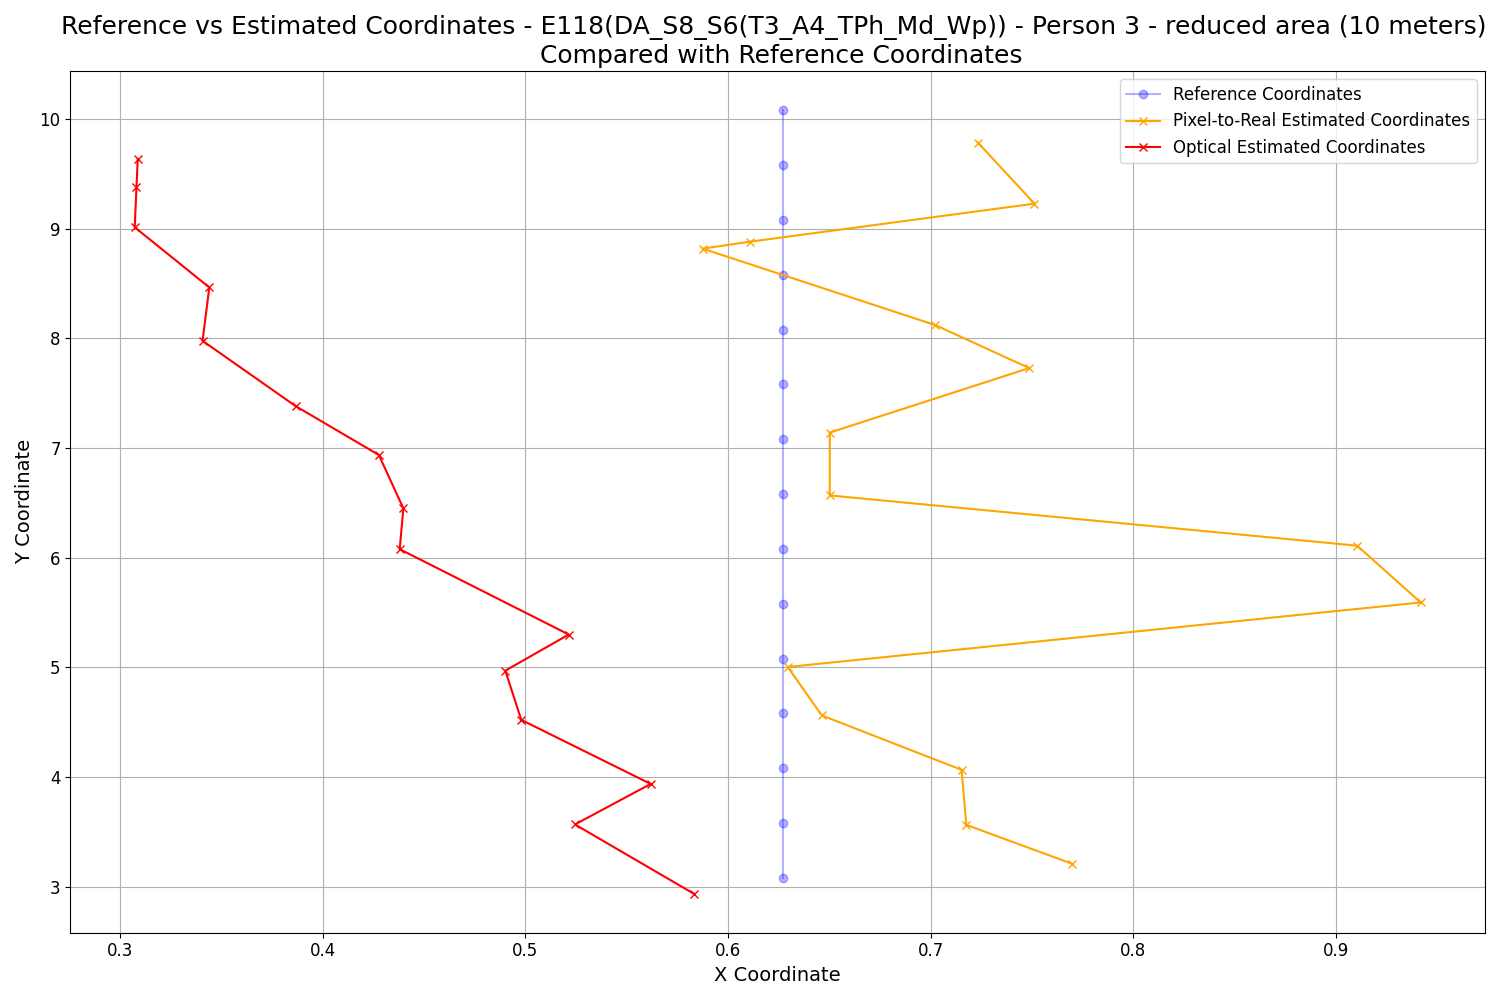 Reference vs Estimated Coordinates - E118(DA_S8_S6(T3_A4_TPh_Md_Wp)) - Person 3 - reduced area (10 meters)
Compared with Reference Coordinates
Reference Coordinates
Pixel-to-Real Estimated Coordinates
Optical Estimated Coordinates
Y Coordinate
10
9
8
7
6
5
4
3
0.3 0.4 0.5 0.6 0.7 0.8 0.9
X Coordinate